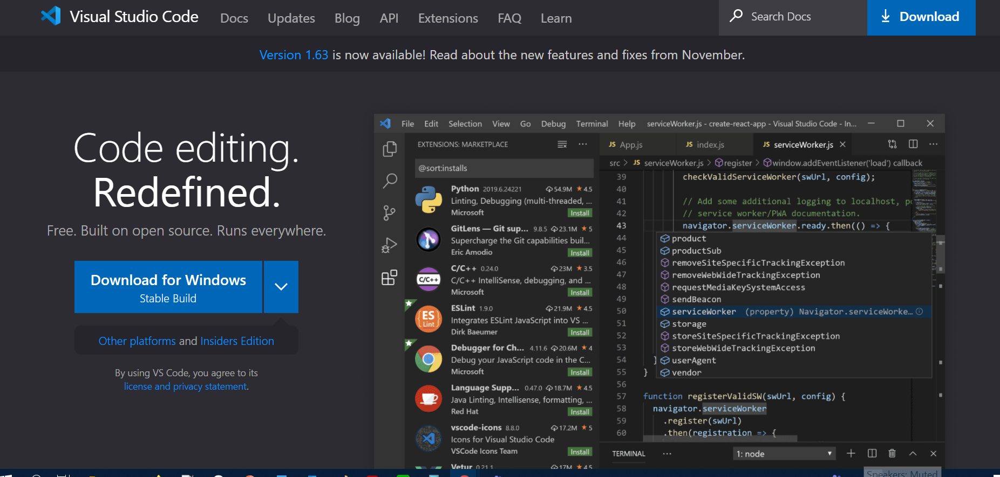 Visual Studio Code Docs Updates Blog API Extensions FAQ Learn Search Docs Download
Version 1.63 is now available! Read about the new features and fixes from November.
Code editing.
Redefined.
Free. Built on open source. Runs everywhere.
Download for Windows
Stable Build
Other platforms and Insiders Edition
By using VS Code, you agree to its
license and privacy statement.
File Edit Selection View Go Debug Terminal Help serviceWorker.js - create-react-app - Visual Studio Code - In...
EXTENSIONS: MARKETPLACE
@sort:installs
Python 2019.6.24221 54.9M 4.5
Linting, Debugging (multi-threaded, ...
Microsoft Install
GitLens — Git sup... 9.8.5 23.1M 5
Supercharge the Git capabilities buil...
Eric Amodio Install
C/C++
C/C++ 0.24.0 23M 3.5
C/C++ IntelliSense, debugging, and ...
Microsoft Install
ES
Lint
ESLint 1.9.0 21.9M 4.5
Integrates ESLint JavaScript into VS ...
Dirk Baeumer Install
Debugger for Ch... 4.11.6 20.6M 4
Debug your JavaScript code in the C...
Microsoft Install
Language Supp... 0.47.0 18.7M 4.5
Java Linting, Intellisense, formatting, ...
Red Hat Install
vscode-icons 8.8.0 17.2M 5
Icons for Visual Studio Code
VSCode Icons Team Install
Vetur 0.21.1 17M 4.5
JS App.js JS index.js JS serviceWorker.js
src > JS serviceWorker.js > register > window.addEventListener('load') callback
39 checkValidServiceWorker(swUrl, config);
40
41 // Add some additional logging to localhost, po
42 // service worker/PWA documentation.
43 navigator.serviceWorker.ready.then(() => {
44 product
45 productSub
46 removeSiteSpecificTrackingException
47 removeWebWideTrackingException
48 requestMediaKeySystemAccess
49 sendBeacon
50 serviceWorker (property) Navigator.serviceWorke...
51 storage
52 storeSiteSpecificTrackingException
53 storeWebWideTrackingException
54 } userAgent
55 } vendor
56
57 function registerValidSW(swUrl, config) {
58 navigator.serviceWorker
59 .register(swUrl)
60 .then(registration => {
TERMINAL ... 1: node
Speakers: Muted